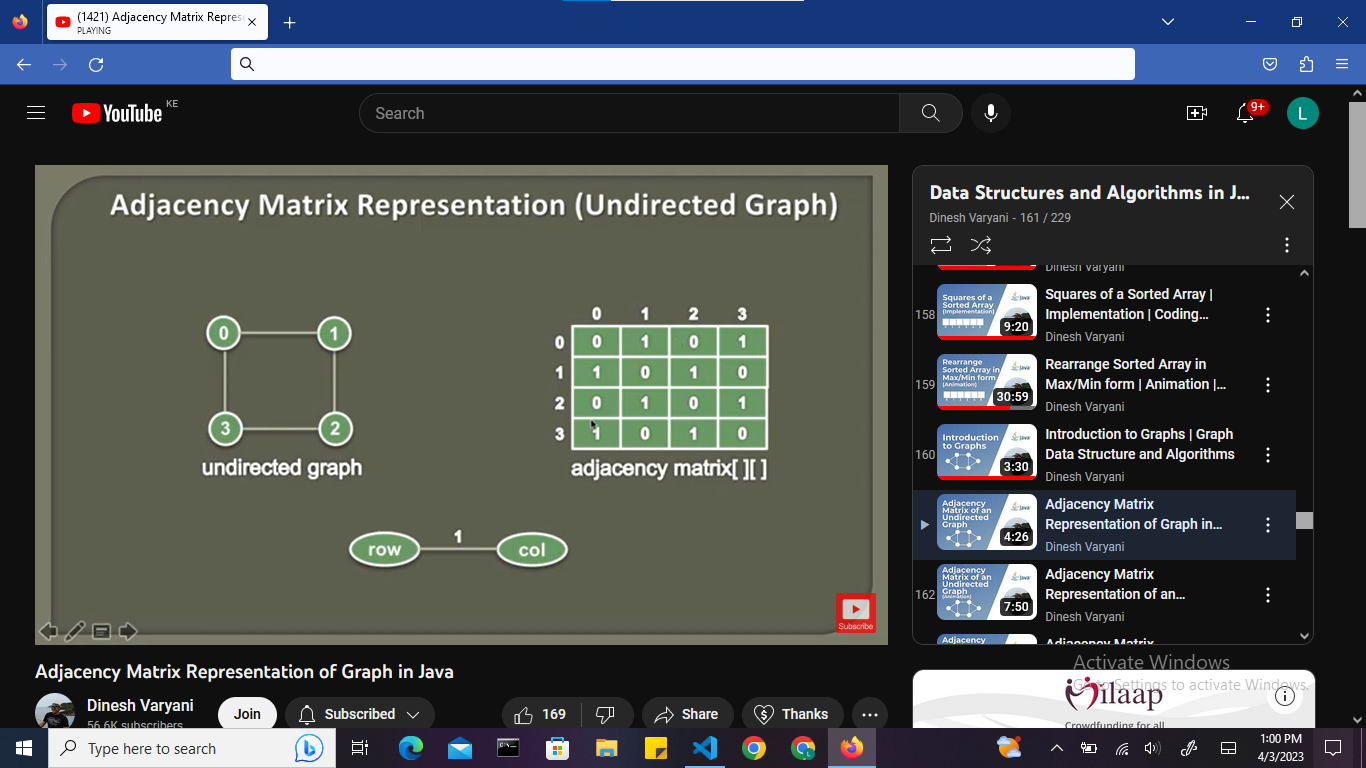 (1421) Adjacency Matrix Repres
PLAYING
YouTube KE
Search
9+
L
Adjacency Matrix Representation (Undirected Graph)
0 1
3 2
undirected graph
0 1 2 3
0 0 1 0 1
1 1 0 1 0
2 0 1 0 1
3 1 0 1 0
adjacency matrix[ ][ ]
row 1 col
Subscribe
Adjacency Matrix Representation of Graph in Java
Dinesh Varyani
56.6K subscribers
Join
Subscribed
169
Share
Thanks
Data Structures and Algorithms in J...
Dinesh Varyani - 161 / 229
Dinesh Varyani
158
Squares of a
Sorted Array
(Implementation)
9:20
Squares of a Sorted Array |
Implementation | Coding...
Dinesh Varyani
159
Rearrange
Sorted Array in
Max/Min form
(Animation)
30:59
Rearrange Sorted Array in
Max/Min form | Animation |...
Dinesh Varyani
160
Introduction
to Graphs
3:30
Introduction to Graphs | Graph
Data Structure and Algorithms
Dinesh Varyani
Adjacency
Matrix of an
Undirected
Graph
4:26
Adjacency Matrix
Representation of Graph in...
Dinesh Varyani
162
Adjacency
Matrix of an
Undirected
Graph
(Animation)
7:50
Adjacency Matrix
Representation of an...
Dinesh Varyani
Adjacency
Adjacency Matrix
Activate Windows
Go to Settings to activate Windows.
Milaap
Crowdfunding for all
Type here to search
1:00 PM
4/3/2023